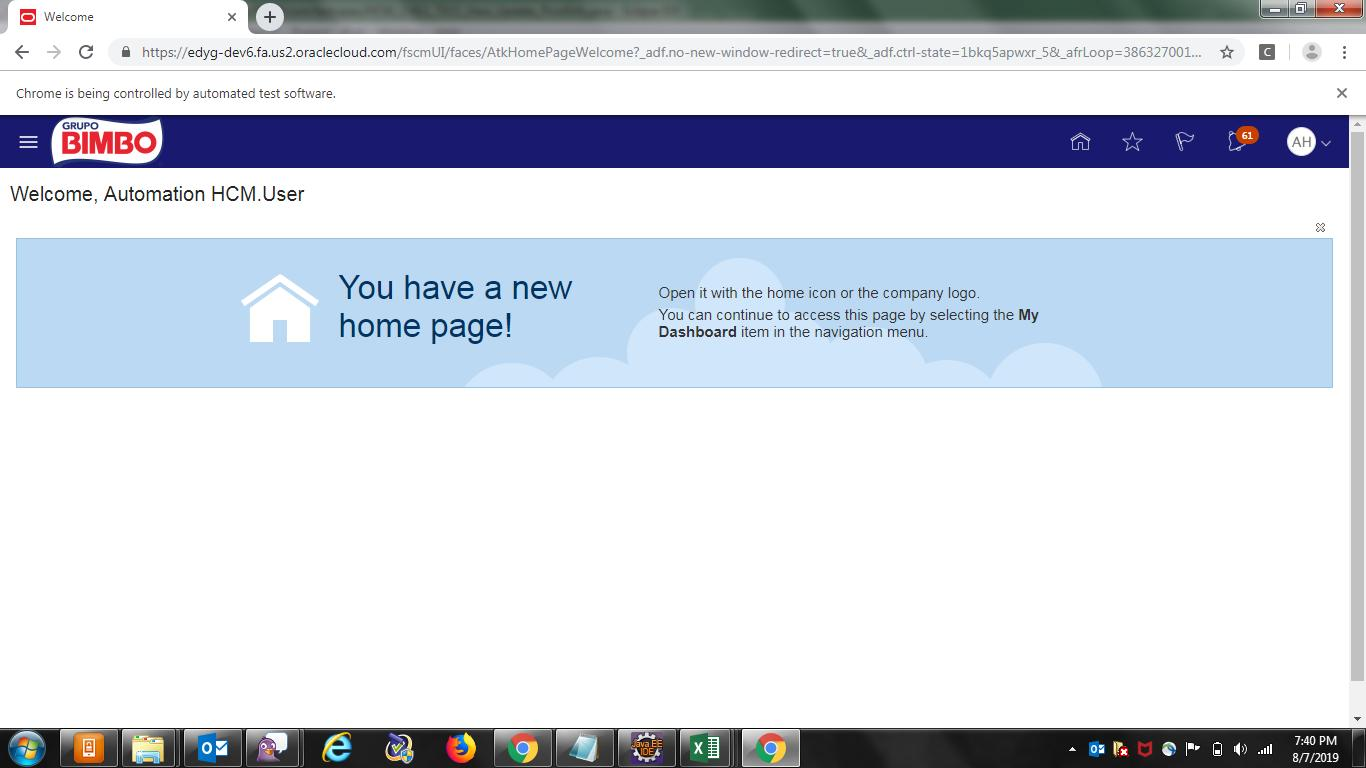 Welcome
https://edyg-dev6.fa.us2.oraclecloud.com/fscmUI/faces/AtkHomePageWelcome?_adf.no-new-window-redirect=true&_adf.ctrl-state=1bkq5apwxr_5&_afrLoop=386327001...
C
Chrome is being controlled by automated test software.
GRUPO
BIMBO
61
AH
Welcome, Automation HCM.User
You have a new
home page!
Open it with the home icon or the company logo.
You can continue to access this page by selecting the My
Dashboard item in the navigation menu.
Java EE
IDE
7:40 PM
8/7/2019